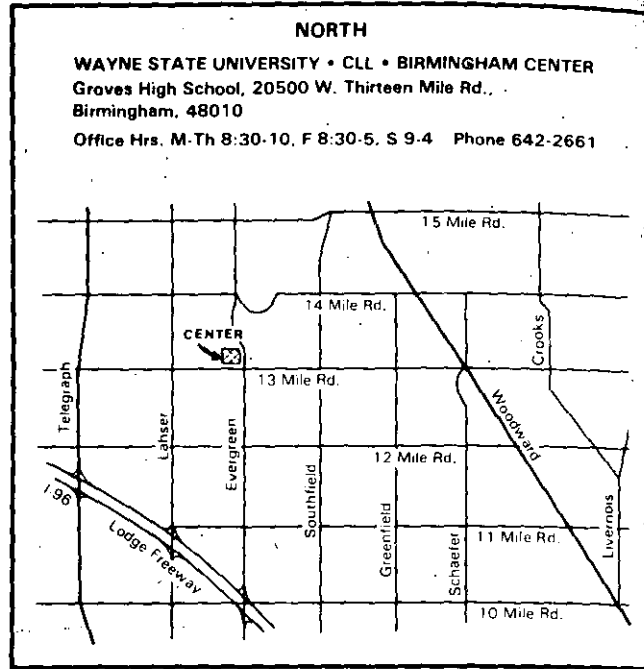 NORTH
WAYNE STATE UNIVERSITY • CLL • BIRMINGHAM CENTER
Groves High School, 20500 W. Thirteen Mile Rd.,
Birmingham, 48010
Office Hrs. M-Th 8:30-10, F 8:30-5, S 9-4 Phone 642-2661
15 Mile Rd.
14 Mile Rd.
CENTER
13 Mile Rd.
Crooks
Telegraph
Lahser
Evergreen
Woodward
12 Mile Rd.
I-96
Lodge Freeway
Southfield
Greenfield
Schaefer
11 Mile Rd.
Livernois
10 Mile Rd.